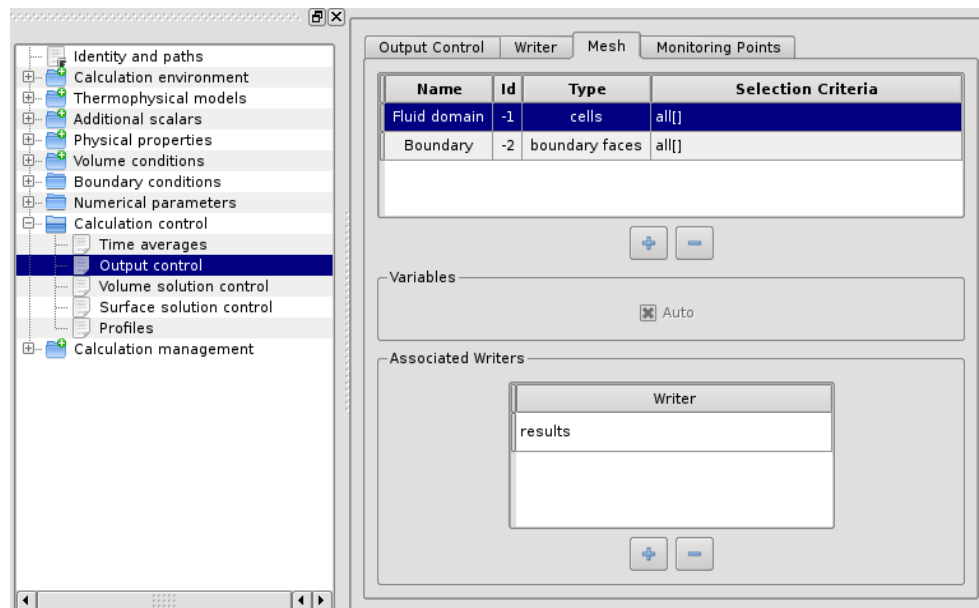 Identity and paths
Calculation environment
Thermophysical models
Additional scalars
Physical properties
Volume conditions
Boundary conditions
Numerical parameters
Calculation control
Time averages
Output control
Volume solution control
Surface solution control
Profiles
Calculation management
Output Control Writer Mesh Monitoring Points
Name Id Type Selection Criteria
Fluid domain -1 cells all[]
Boundary -2 boundary faces all[]
Variables
Auto
Associated Writers
Writer
results